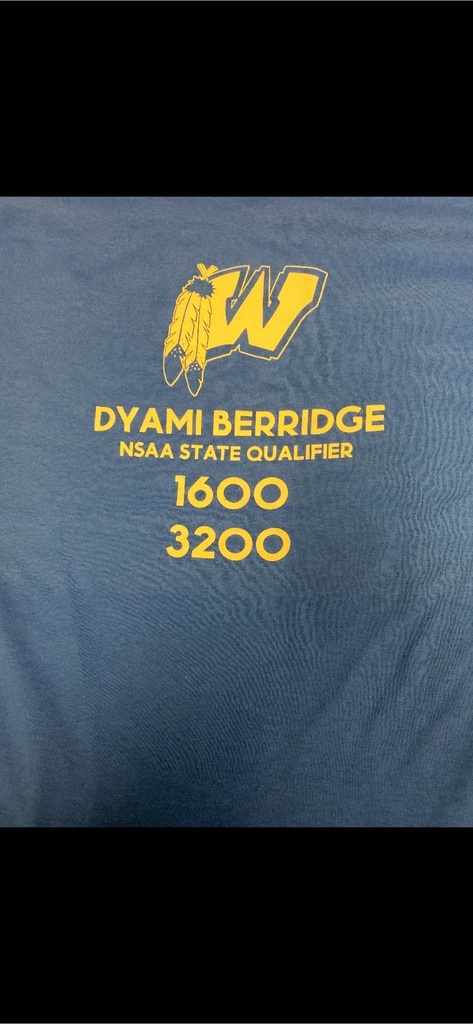 W
DYAMI BERRIDGE
NSAA STATE QUALIFIER
1600
3200